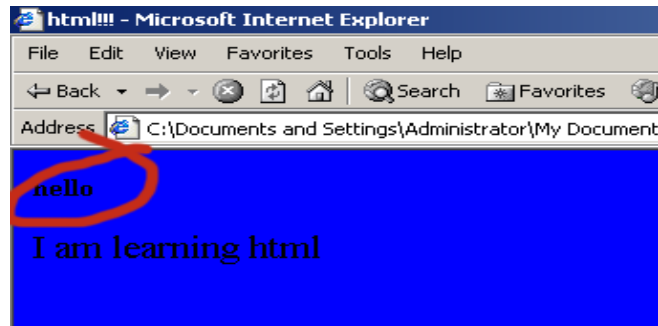 html!!! - Microsoft Internet Explorer
File Edit View Favorites Tools Help
Back Search Favorites
Address C:\Documents and Settings\Administrator\My Document
hello
I am learning html